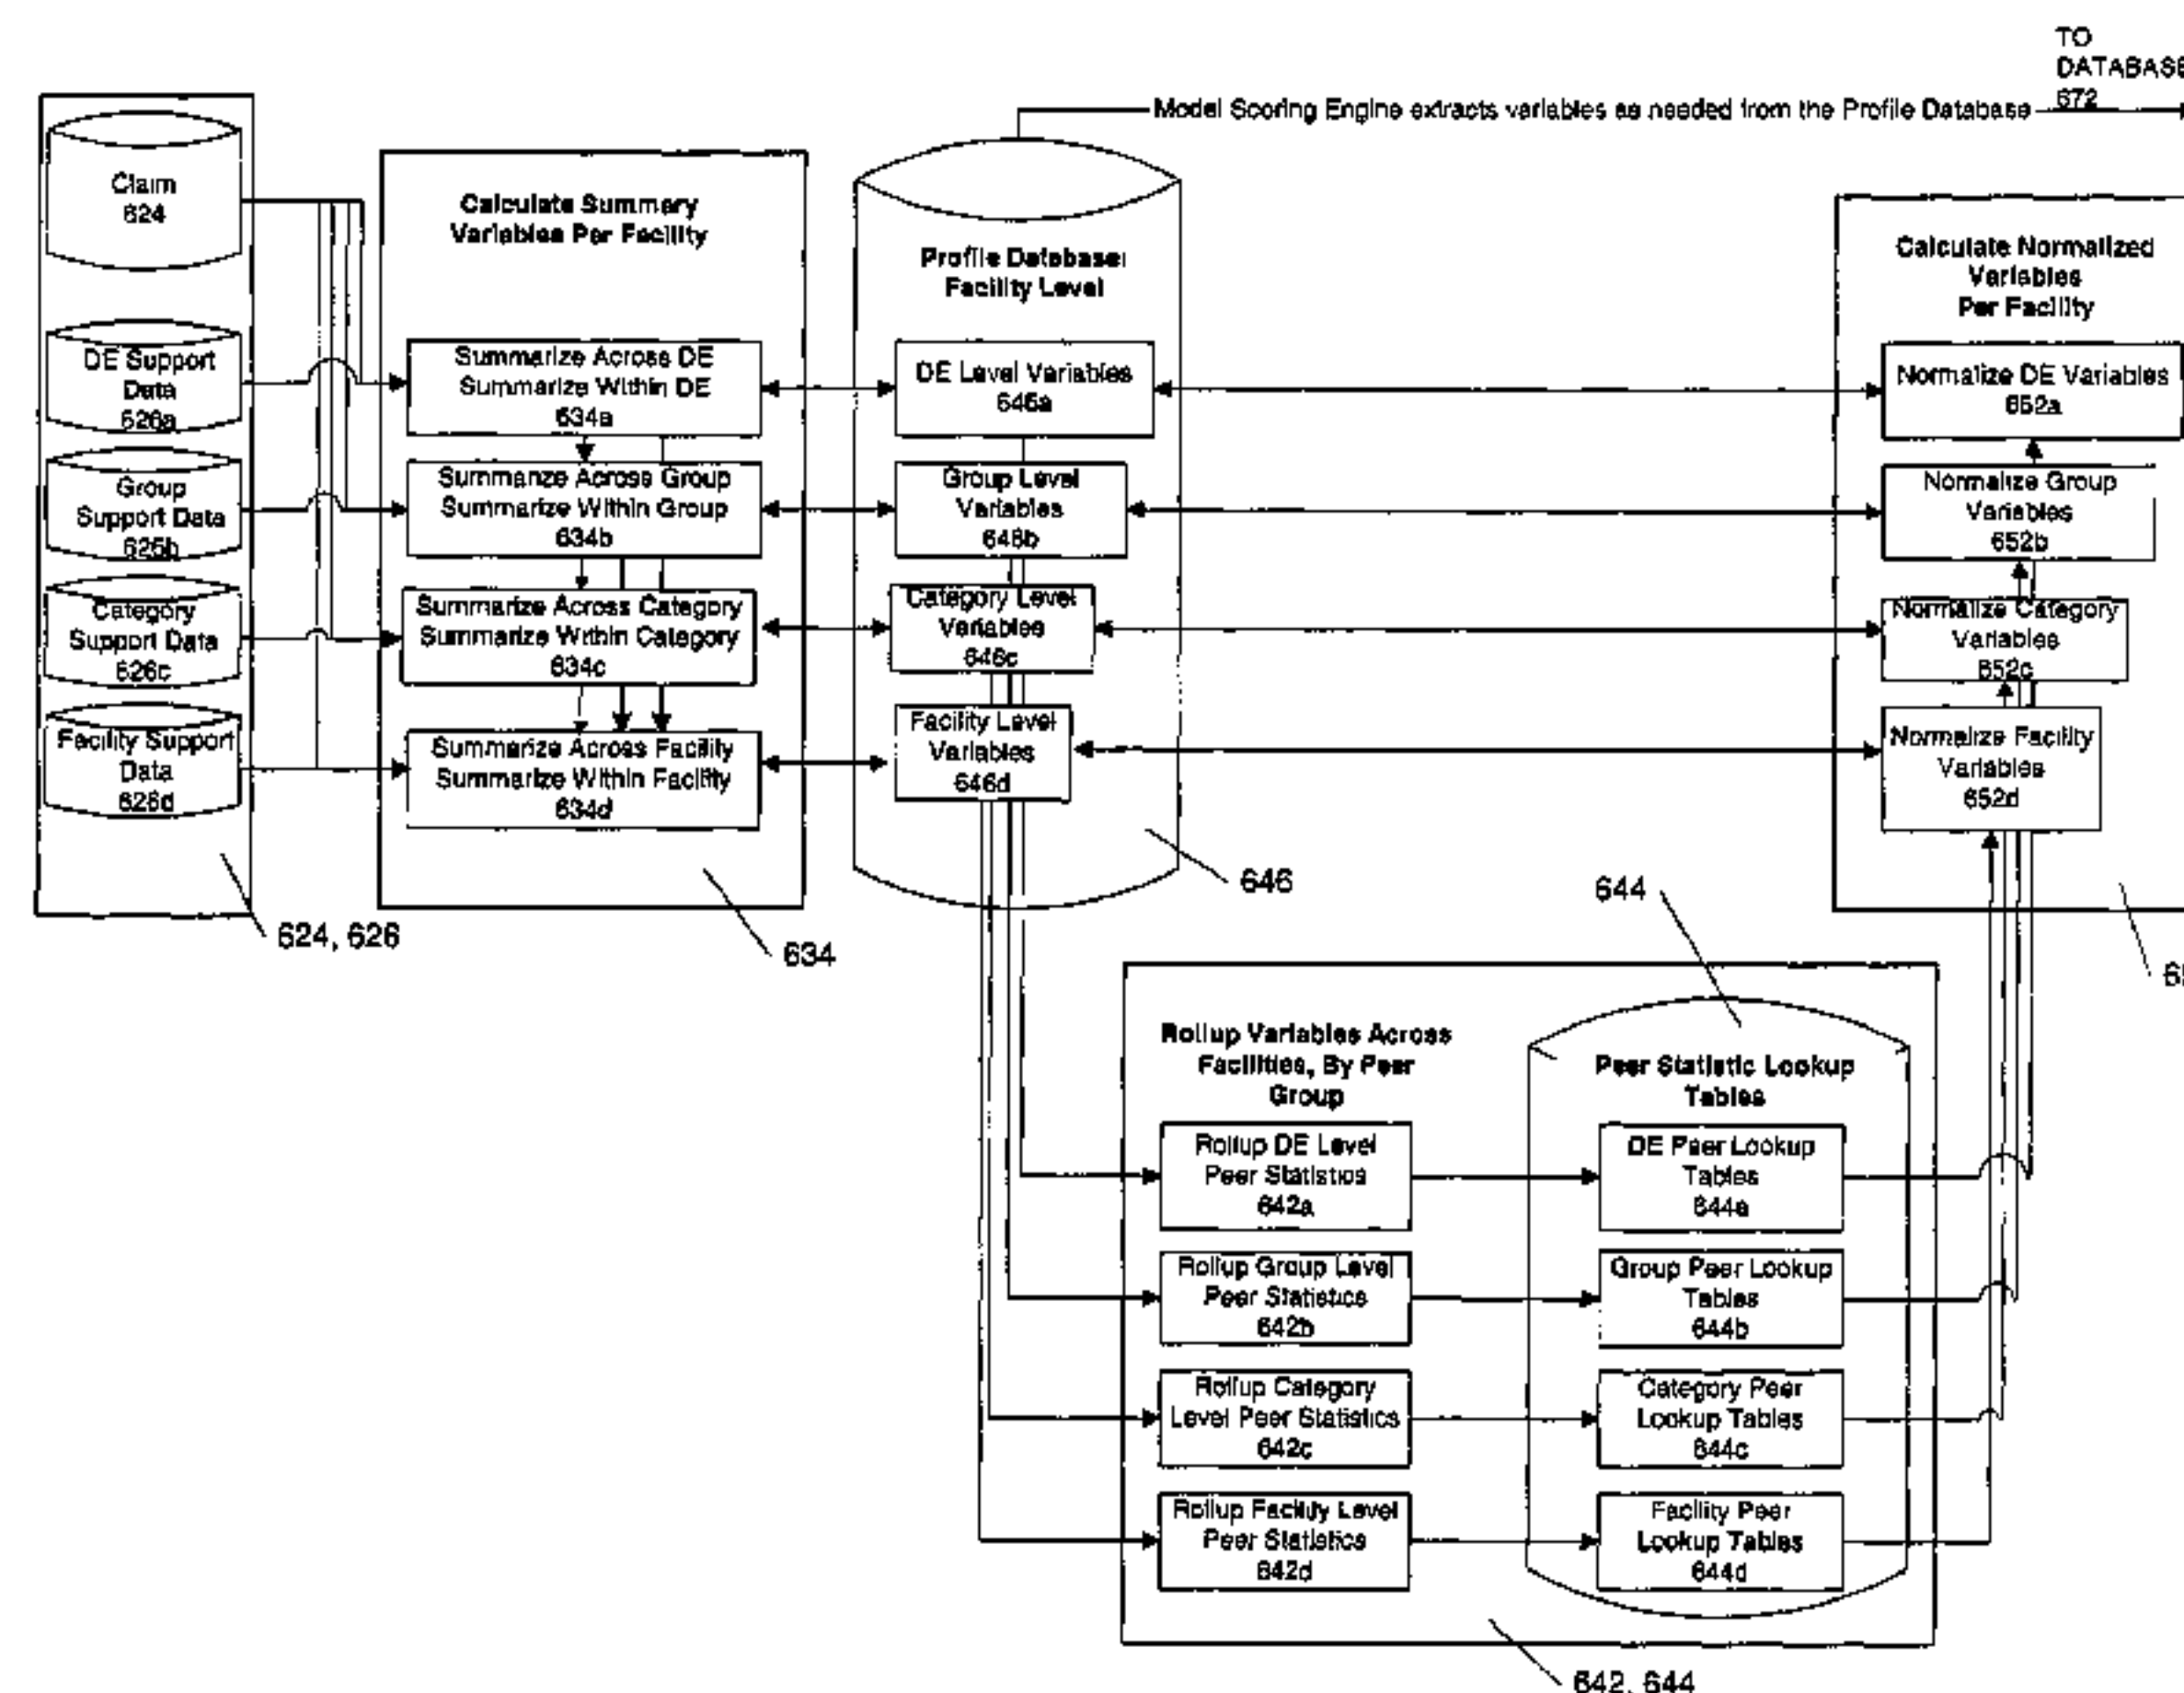 TO
DATABASE
672
Model Scoring Engine extracts variables as needed from the Profile Database
Claim
624
DE Support
Data
626a
Group
Support Data
625b
Category
Support Data
626c
Facility Support
Data
626d
624, 626
Calculate Summary
Variables Per Facility
Summarize Across DE
Summarize Within DE
634a
Summarize Across Group
Summarize Within Group
634b
Summarize Across Category
Summarize Within Category
634c
Summarize Across Facility
Summarize Within Facility
634d
634
Profile Database:
Facility Level
DE Level Variables
646a
Group Level
Variables
646b
Category Level
Variables
646c
Facility Level
Variables
646d
646
Calculate Normalized
Variables
Per Facility
Normalize DE Variables
652a
Normalize Group
Variables
652b
Normalize Category
Variables
652c
Normalize Facility
Variables
652d
644
Rollup Variables Across
Facilities, By Peer
Group
Rollup DE Level
Peer Statistics
642a
Rollup Group Level
Peer Statistics
642b
Rollup Category
Level Peer Statistics
642c
Rollup Facility Level
Peer Statistics
642d
Peer Statistic Lookup
Tables
DE Peer Lookup
Tables
644a
Group Peer Lookup
Tables
644b
Category Peer
Lookup Tables
644c
Facility Peer
Lookup Tables
644d
642, 644